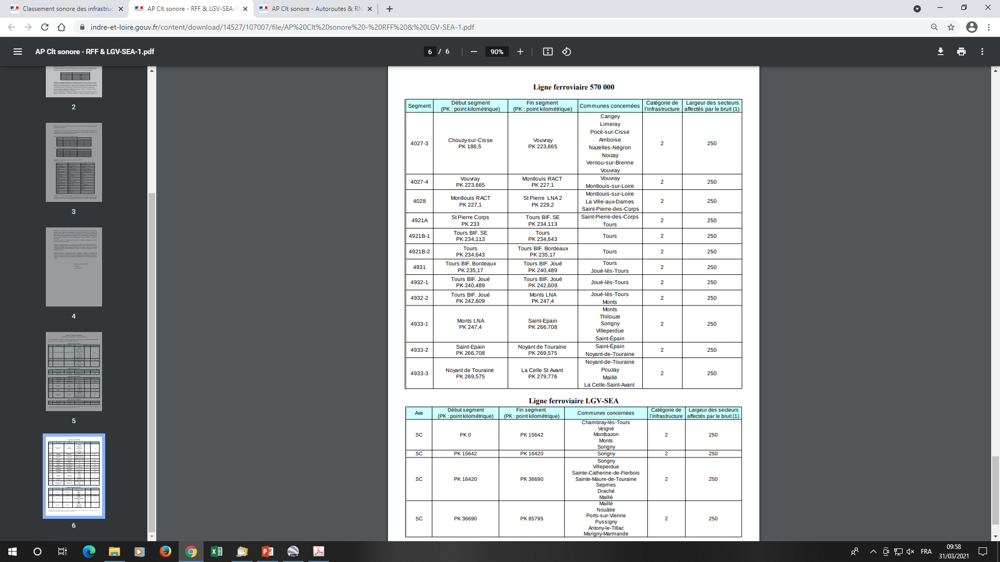 Classement sonore des infrastruc
AP Clt sonore - RFF & LGV-SEA-1
AP Clt sonore - Autoroutes & RN
indre-et-loire.gouv.fr/content/download/14527/107007/file/AP%20Clt%20sonore%20-%20RFF%20&%20LGV-SEA-1.pdf
AP Clt sonore - RFF & LGV-SEA-1.pdf
6 / 6
90%
2
3
4
5
6
Ligne ferroviaire 570 000
Segment | Début segment (PK : point kilométrique) | Fin segment (PK : point kilométrique) | Communes concernées | Catégorie de l'infrastructure | Largeur des secteurs affectés par le bruit (1)
4027-3 | Chouzy-sur-Cisse PK 186,5 | Vouvray PK 223,665 | Cangey Limeray Pocé-sur-Cisse Amboise Nazelles-Négron Noizay Vernou-sur-Brenne Vouvray | 2 | 250
4027-4 | Vouvray PK 223,665 | Montlouis RACT PK 227,1 | Vouvray Montlouis-sur-Loire | 2 | 250
4028 | Montlouis RACT PK 227,1 | St Pierre LNA 2 PK 229,2 | Montlouis-sur-Loire La Ville-aux-Dames Saint-Pierre-des-Corps | 2 | 250
4921A | St Pierre Corps PK 233 | Tours BIF. SE PK 234,113 | Saint-Pierre-des-Corps Tours | 2 | 250
4921B-1 | Tours BIF. SE PK 234,113 | Tours PK 234,643 | Tours | 2 | 250
4921B-2 | Tours PK 234,643 | Tours BIF. Bordeaux PK 235,17 | Tours | 2 | 250
4931 | Tours BIF. Bordeaux PK 235,17 | Tours BIF. Joué PK 240,489 | Tours Joué-lès-Tours | 2 | 250
4932-1 | Tours BIF. Joué PK 240,489 | Tours BIF. Joué PK 242,609 | Joué-lès-Tours | 2 | 250
4932-2 | Tours BIF. Joué PK 242,609 | Monts LNA PK 247,4 | Joué-lès-Tours Monts | 2 | 250
4933-1 | Monts LNA PK 247,4 | Saint-Epain PK 266,708 | Monts Thilouze Sorigny Villeperdue Saint-Épain | 2 | 250
4933-2 | Saint-Epain PK 266,708 | Noyant de Touraine PK 269,575 | Saint-Épain Noyant-de-Touraine | 2 | 250
4933-3 | Noyant de Touraine PK 269,575 | La Celle St Avant PK 279,776 | Noyant-de-Touraine Pouzay Maillé La Celle-Saint-Avant | 2 | 250
Ligne ferroviaire LGV-SEA
Axe | Début segment (PK : point kilométrique) | Fin segment (PK : point kilométrique) | Communes concernées | Catégorie de l'infrastructure | Largeur des secteurs affectés par le bruit (1)
SC | PK 0 | PK 15642 | Chambray-lès-Tours Veigné Montbazon Monts Sorigny | 2 | 250
SC | PK 15642 | PK 16420 | Sorigny | 2 | 250
SC | PK 16420 | PK 36690 | Sorigny Villeperdue Sainte-Catherine-de-Fierbois Sainte-Maure-de-Touraine Sepmes Draché Maillé | 2 | 250
SC | PK 36690 | PK 85795 | Maillé Nouâtre Ports-sur-Vienne Pussigny Antony-le-Tillac Marigny-Marmande | 2 | 250
FRA
09:58
31/03/2021